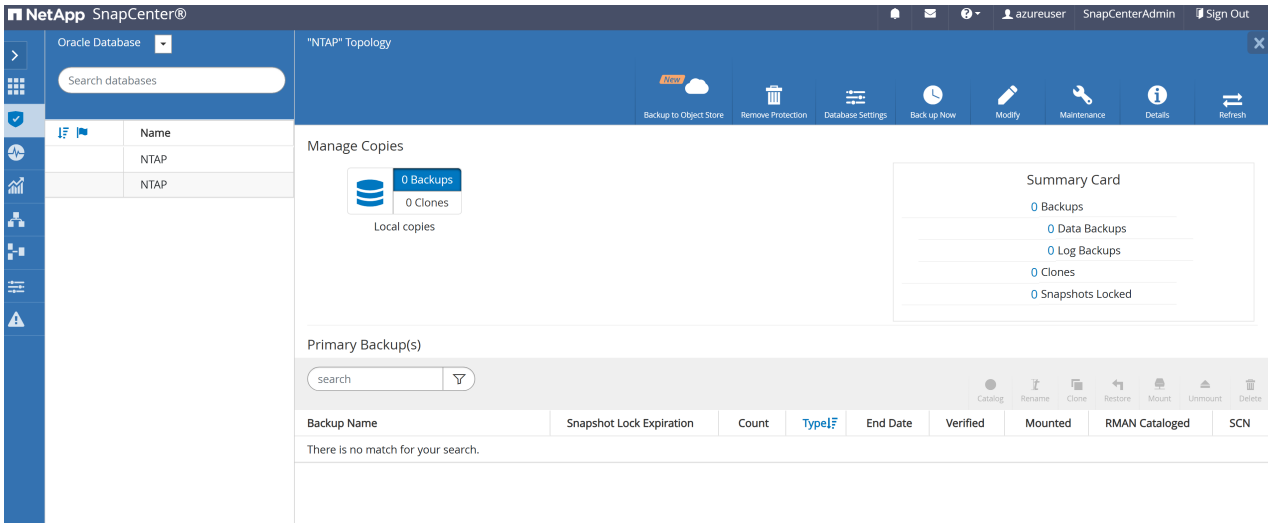 NetApp SnapCenter® azureuser SnapCenterAdmin Sign Out
Oracle Database
Search databases
Name
NTAP
NTAP
"NTAP" Topology
New
Backup to Object Store Remove Protection Database Settings Back up Now Modify Maintenance Details Refresh
Manage Copies
0 Backups
0 Clones
Local copies
Summary Card
0 Backups
0 Data Backups
0 Log Backups
0 Clones
0 Snapshots Locked
Primary Backup(s)
search
Catalog Rename Clone Restore Mount Unmount Delete
Backup Name Snapshot Lock Expiration Count Type End Date Verified Mounted RMAN Cataloged SCN
There is no match for your search.